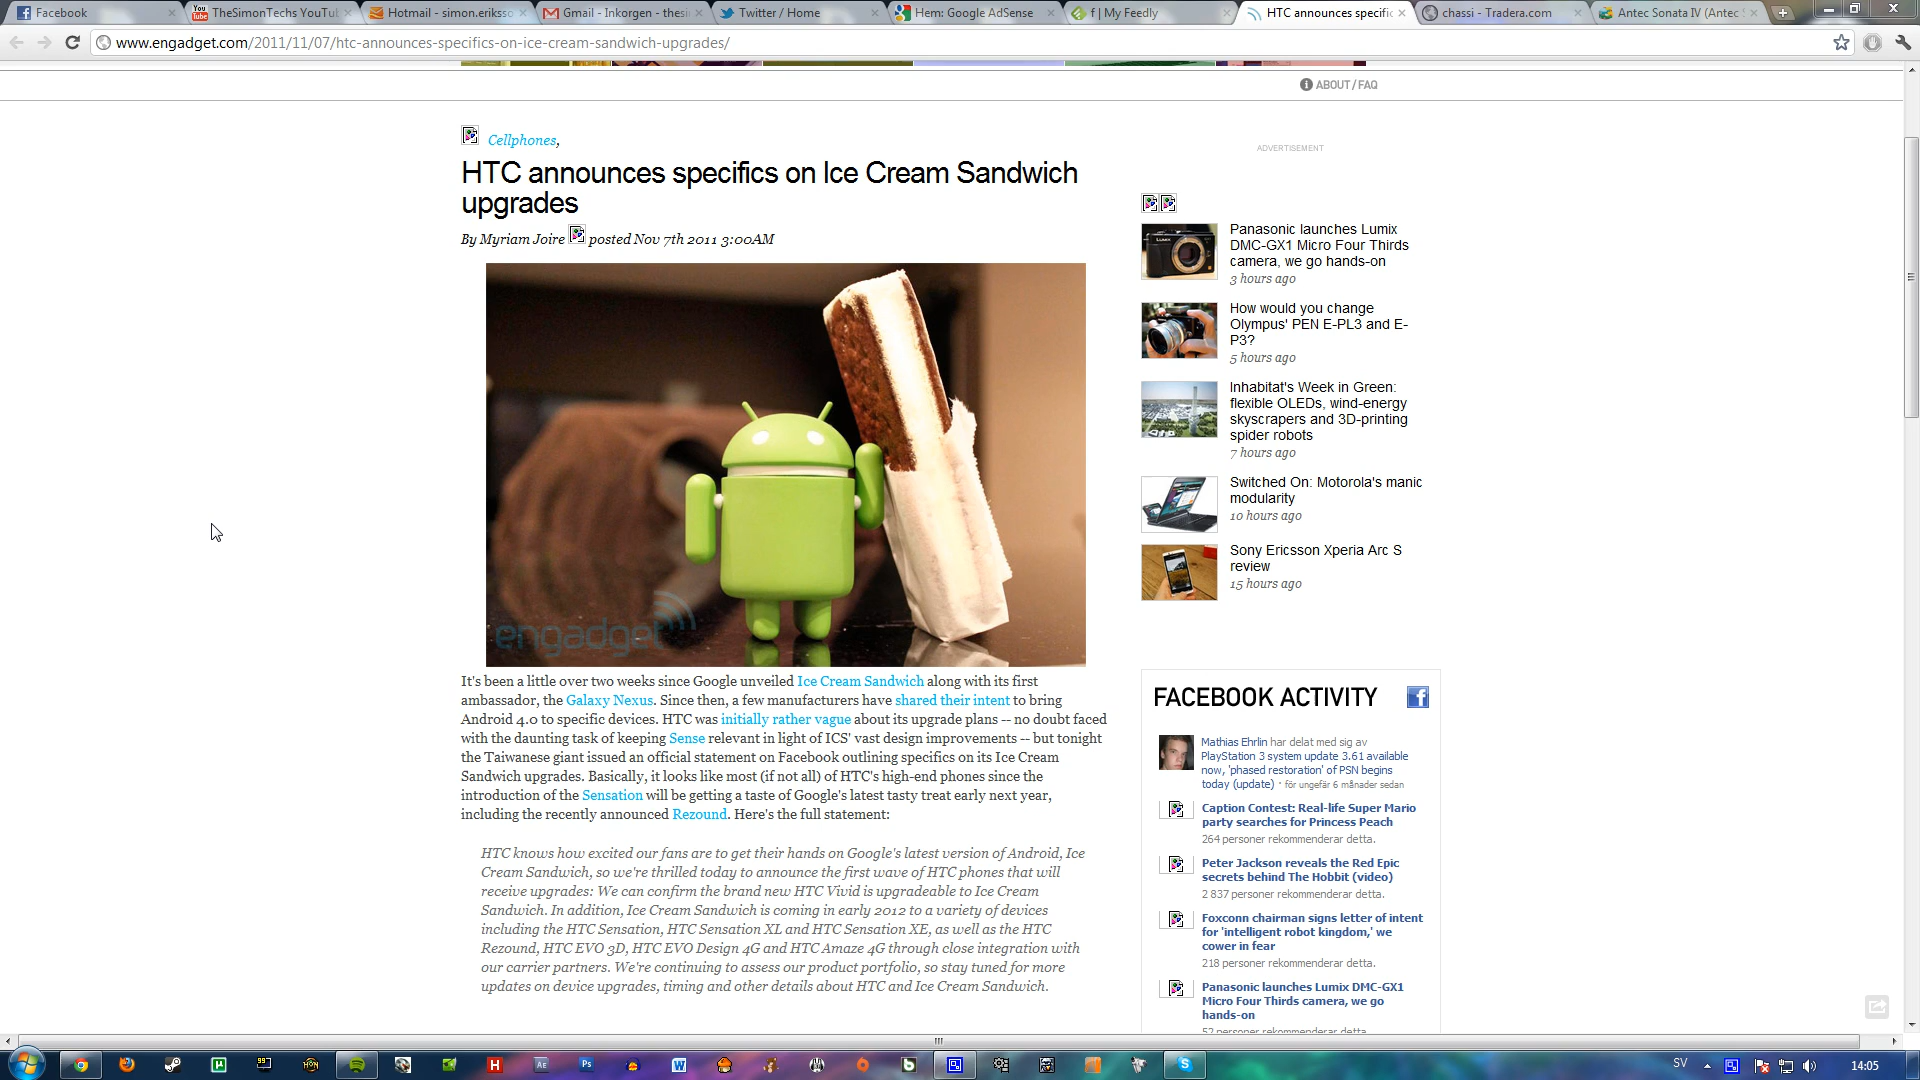 Facebook
TheSimonTechs YouTu
Hotmail - simon.eriksso
Gmail - Inkorgen - thesi
Twitter / Home
Hem: Google AdSense
f | My Feedly
HTC announces specific
chassi - Tradera.com
Antec Sonata IV (Antec S
www.engadget.com/2011/11/07/htc-announces-specifics-on-ice-cream-sandwich-upgrades/
ABOUT / FAQ
Cellphones,
HTC announces specifics on Ice Cream Sandwich
upgrades
By Myriam Joire posted Nov 7th 2011 3:00AM
engadget
It's been a little over two weeks since Google unveiled Ice Cream Sandwich along with its first
ambassador, the Galaxy Nexus. Since then, a few manufacturers have shared their intent to bring
Android 4.0 to specific devices. HTC was initially rather vague about its upgrade plans -- no doubt faced
with the daunting task of keeping Sense relevant in light of ICS' vast design improvements -- but tonight
the Taiwanese giant issued an official statement on Facebook outlining specifics on its Ice Cream
Sandwich upgrades. Basically, it looks like most (if not all) of HTC's high-end phones since the
introduction of the Sensation will be getting a taste of Google's latest tasty treat early next year,
including the recently announced Rezound. Here's the full statement:
HTC knows how excited our fans are to get their hands on Google's latest version of Android, Ice
Cream Sandwich, so we're thrilled today to announce the first wave of HTC phones that will
receive upgrades: We can confirm the brand new HTC Vivid is upgradeable to Ice Cream
Sandwich. In addition, Ice Cream Sandwich is coming in early 2012 to a variety of devices
including the HTC Sensation, HTC Sensation XL and HTC Sensation XE, as well as the HTC
Rezound, HTC EVO 3D, HTC EVO Design 4G and HTC Amaze 4G through close integration with
our carrier partners. We're continuing to assess our product portfolio, so stay tuned for more
updates on device upgrades, timing and other details about HTC and Ice Cream Sandwich.
ADVERTISEMENT
Panasonic launches Lumix
DMC-GX1 Micro Four Thirds
camera, we go hands-on
3 hours ago
How would you change
Olympus' PEN E-PL3 and E-
P3?
5 hours ago
Inhabitat's Week in Green:
flexible OLEDs, wind-energy
skyscrapers and 3D-printing
spider robots
7 hours ago
Switched On: Motorola's manic
modularity
10 hours ago
Sony Ericsson Xperia Arc S
review
15 hours ago
FACEBOOK ACTIVITY
Mathias Ehrlin har delat med sig av
PlayStation 3 system update 3.61 available
now, 'phased restoration' of PSN begins
today (update) · för ungefär 6 månader sedan
Caption Contest: Real-life Super Mario
party searches for Princess Peach
264 personer rekommenderar detta.
Peter Jackson reveals the Red Epic
secrets behind The Hobbit (video)
2 837 personer rekommenderar detta.
Foxconn chairman signs letter of intent
for 'intelligent robot kingdom,' we
cower in fear
218 personer rekommenderar detta.
Panasonic launches Lumix DMC-GX1
Micro Four Thirds camera, we go
hands-on
52 personer rekommenderar detta.
SV
14:05